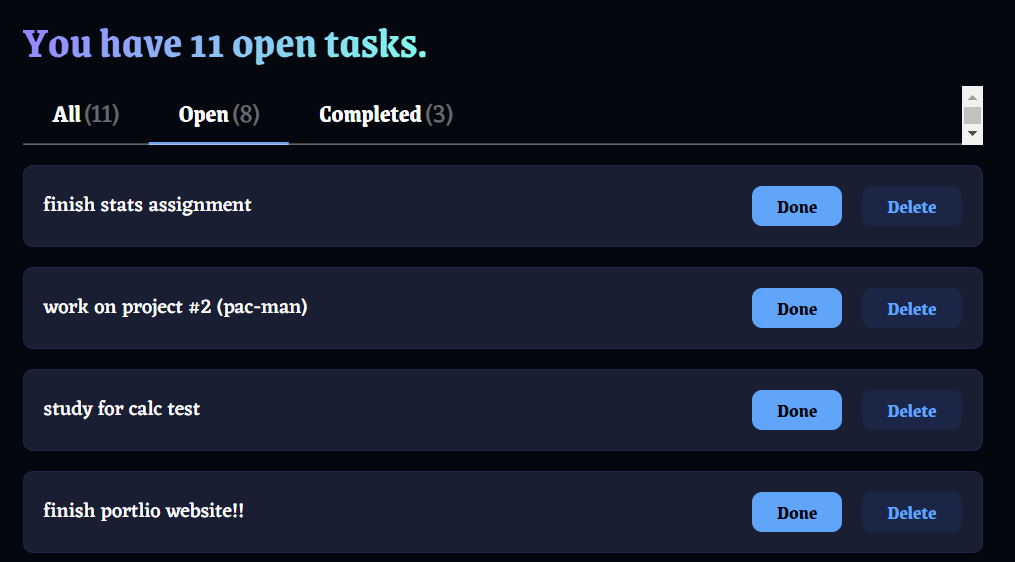 You have 11 open tasks.
All (11) Open (8) Completed (3)
finish stats assignment Done Delete
work on project #2 (pac-man) Done Delete
study for calc test Done Delete
finish portlio website!! Done Delete